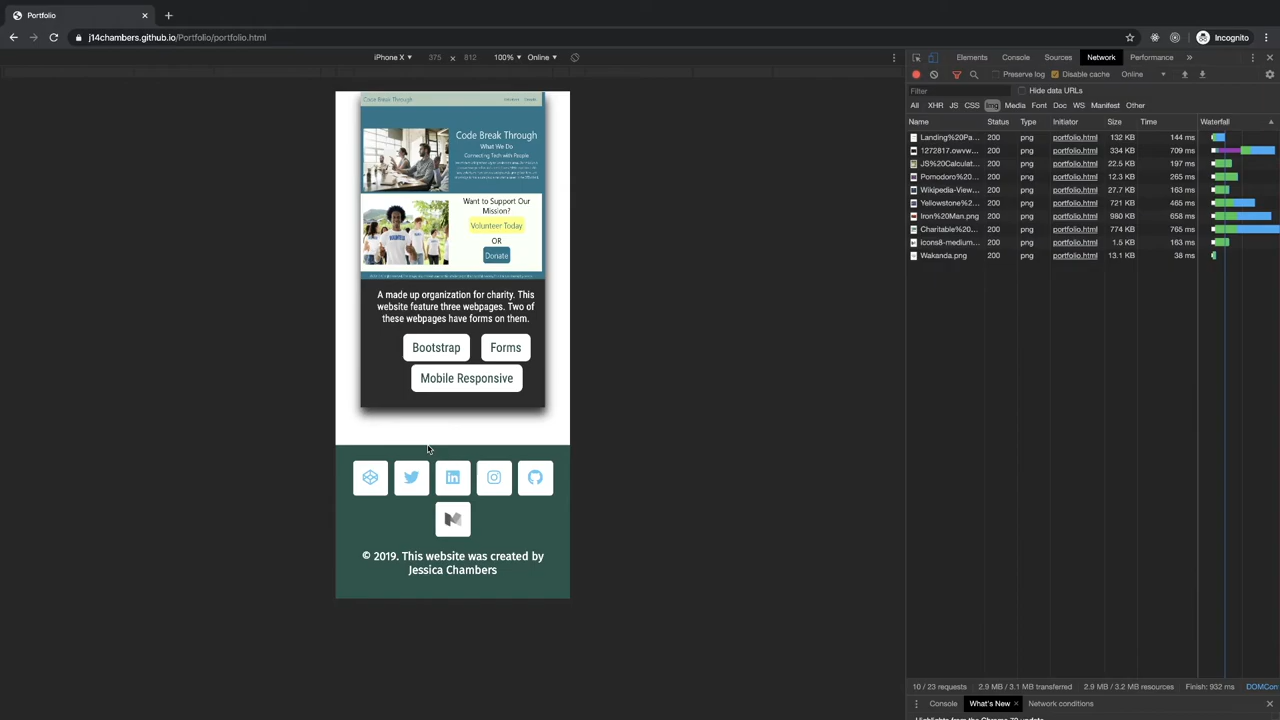 Portfolio
j14chambers.github.io/Portfolio/portfolio.html
Incognito
iPhone X 375 812 100% Online
Elements Console Sources Network Performance
Preserve log Disable cache Online
Filter Hide data URLs
All XHR JS CSS Img Media Font Doc WS Manifest Other
Name Status Type Initiator Size Time Waterfall
Landing%20Pa... 200 png portfolio.html 132 KB 144 ms
1272817.owvw... 200 png portfolio.html 334 KB 709 ms
JS%20Calculat... 200 png portfolio.html 22.5 KB 197 ms
Pomodoro%20... 200 png portfolio.html 12.3 KB 265 ms
Wikipedia-View... 200 png portfolio.html 27.7 KB 163 ms
Yellowstone%2... 200 png portfolio.html 721 KB 465 ms
Iron%20Man.png 200 png portfolio.html 980 KB 658 ms
Charitable%20... 200 png portfolio.html 774 KB 765 ms
icons8-medium... 200 png portfolio.html 1.5 KB 163 ms
Wakanda.png 200 png portfolio.html 13.1 KB 38 ms
Code Break Through
Code Break Through
What We Do
Connecting Tech with People
Want to Support Our
Mission?
Volunteer Today
OR
Donate
A made up organization for charity. This
website feature three webpages. Two of
these webpages have forms on them.
Bootstrap Forms
Mobile Responsive
© 2019. This website was created by
Jessica Chambers
10 / 23 requests 2.9 MB / 3.1 MB transferred 2.9 MB / 3.2 MB resources Finish: 932 ms DOMCon
Console What's New Network conditions
Highlights from the Chrome 79 update